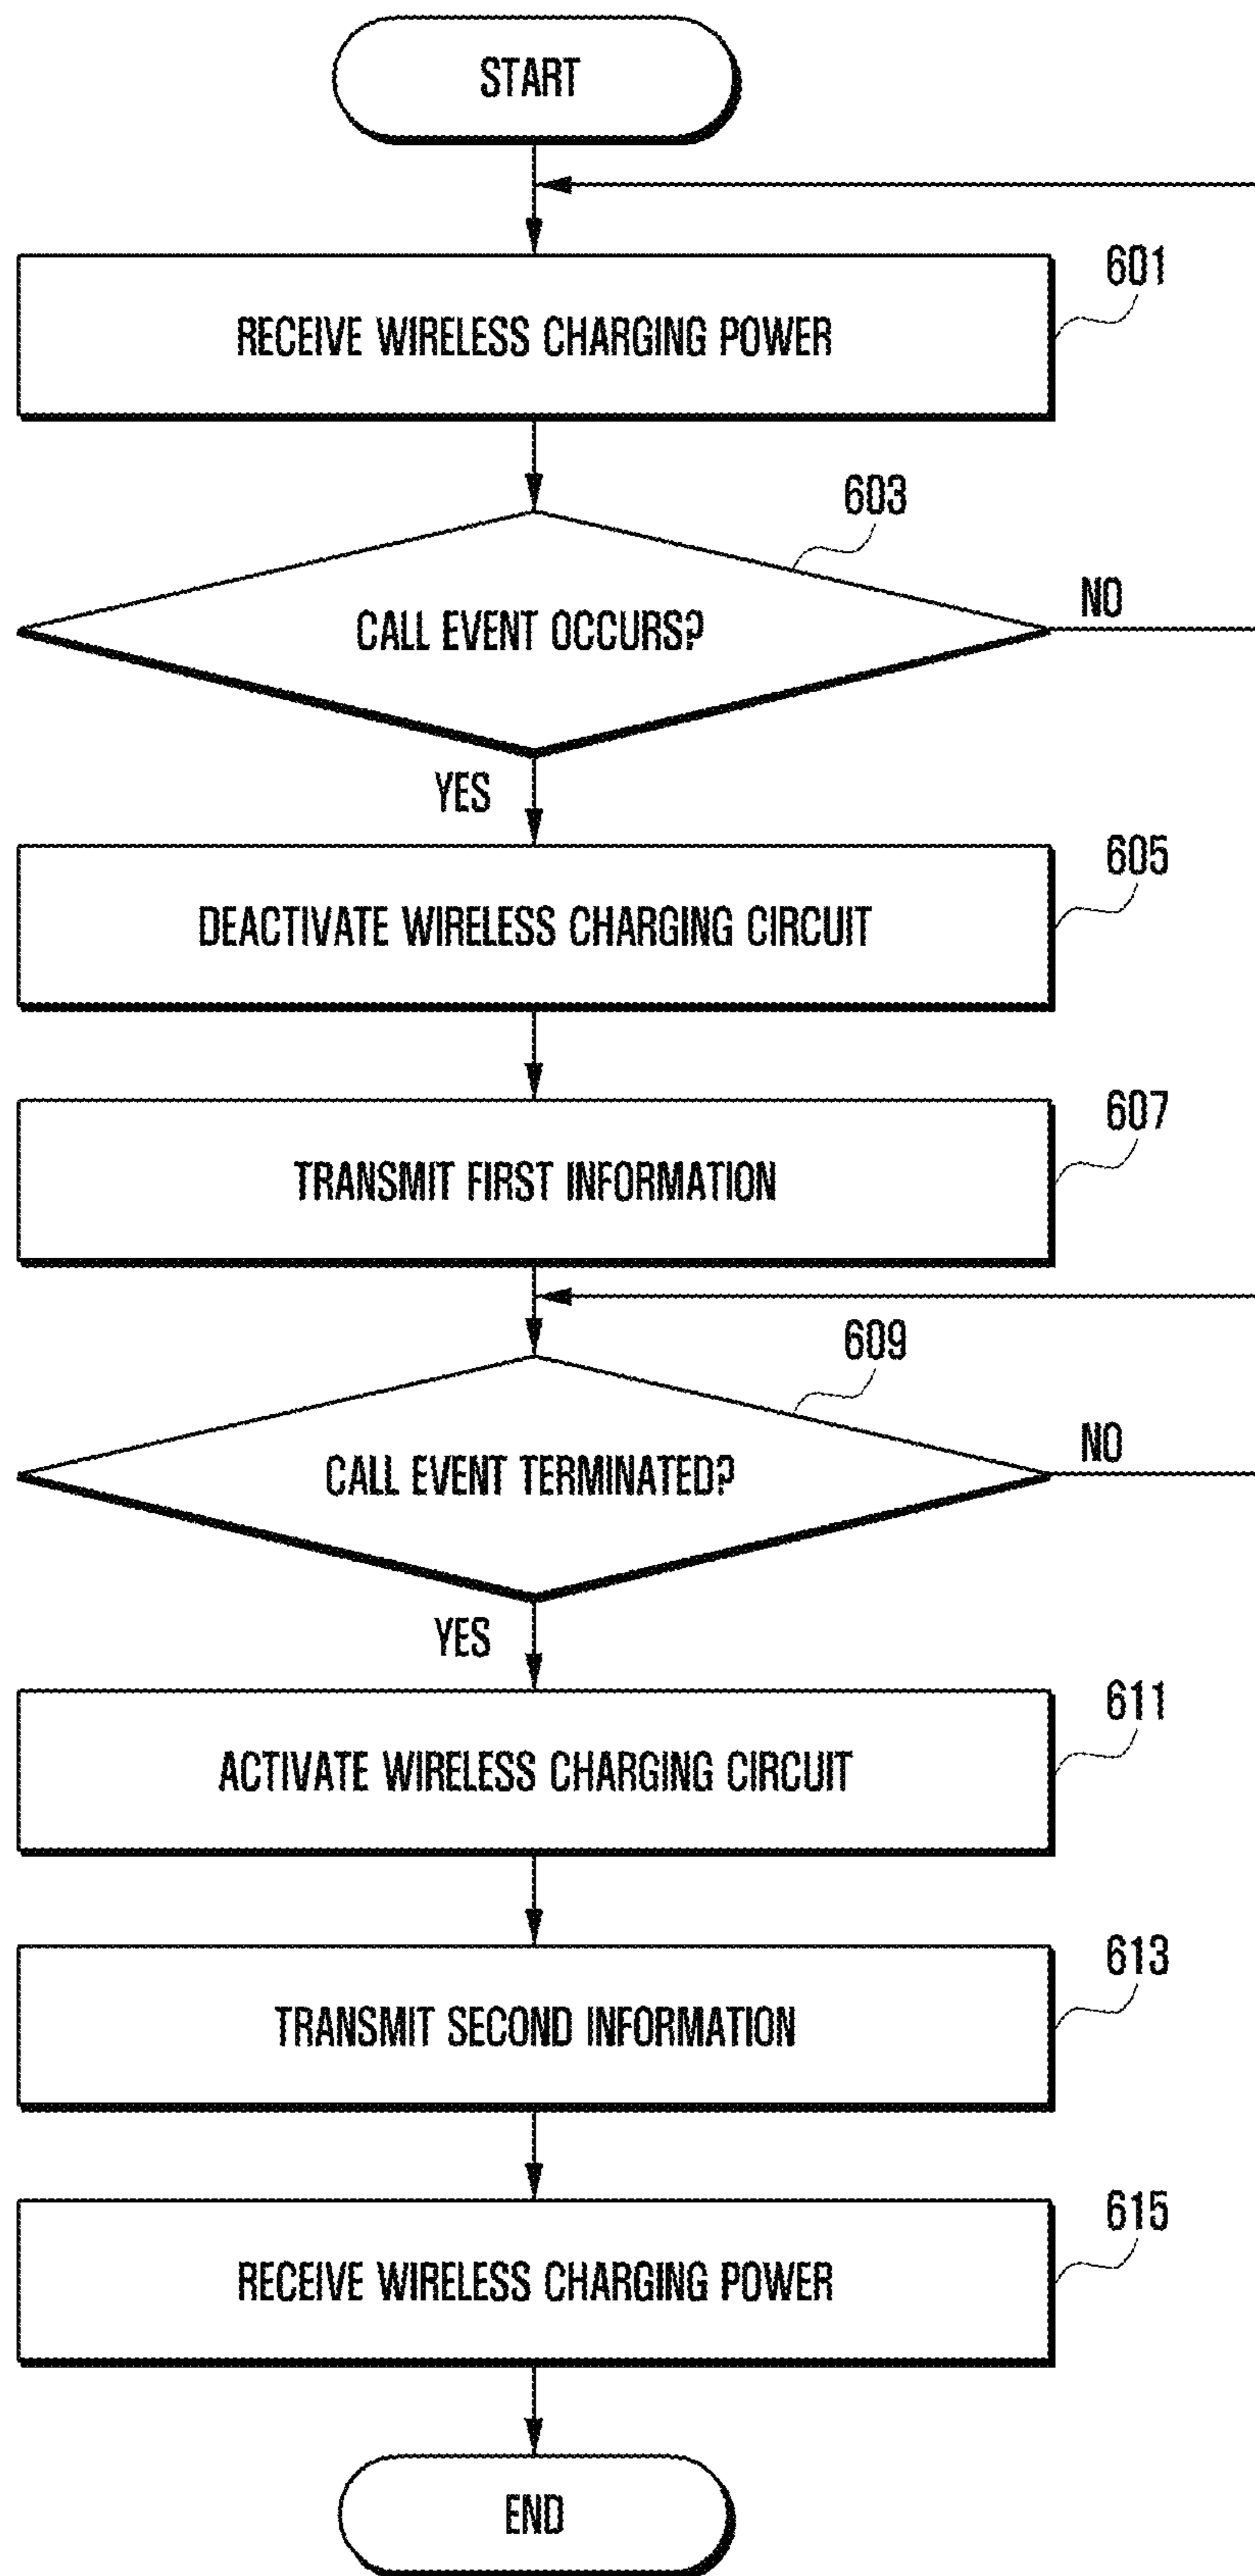 START
601
RECEIVE WIRELESS CHARGING POWER
603
CALL EVENT OCCURS?
NO
YES
605
DEACTIVATE WIRELESS CHARGING CIRCUIT
607
TRANSMIT FIRST INFORMATION
609
CALL EVENT TERMINATED?
NO
YES
611
ACTIVATE WIRELESS CHARGING CIRCUIT
613
TRANSMIT SECOND INFORMATION
615
RECEIVE WIRELESS CHARGING POWER
END